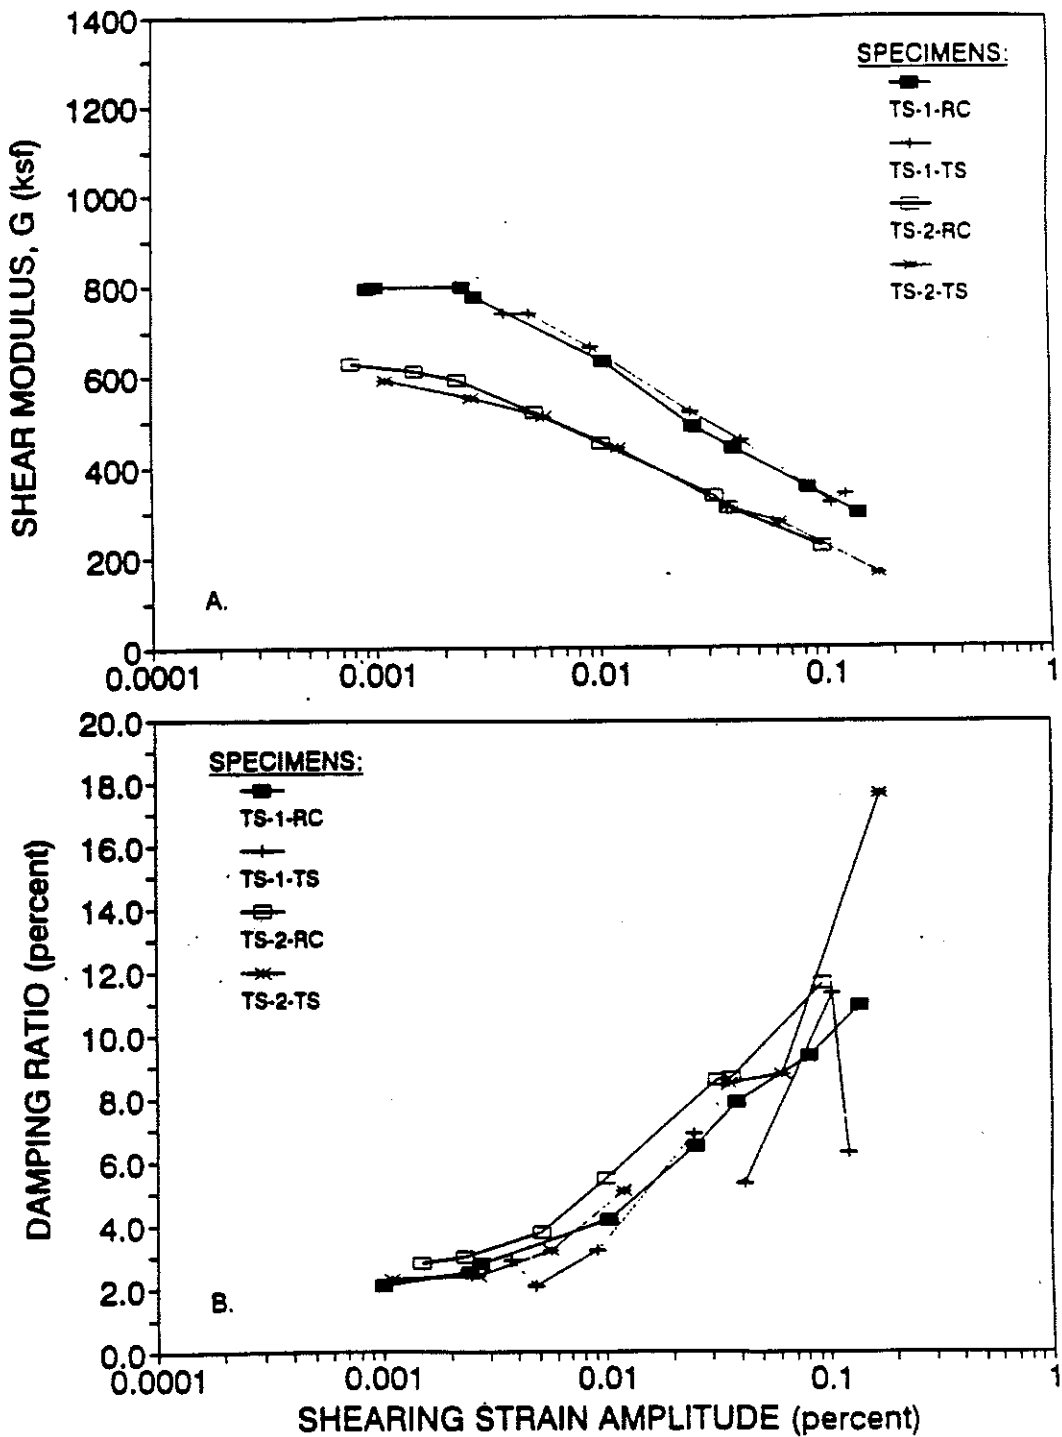 1400
1200
1000
800
600
400
200
0
SHEAR MODULUS, G (ksf)
SPECIMENS:
TS-1-RC
TS-1-TS
TS-2-RC
TS-2-TS
A.
0.0001 0.001 0.01 0.1 1
20.0
18.0
16.0
14.0
12.0
10.0
8.0
6.0
4.0
2.0
0.0
DAMPING RATIO (percent)
SPECIMENS:
TS-1-RC
TS-1-TS
TS-2-RC
TS-2-TS
B.
0.0001 0.001 0.01 0.1 1
SHEARING STRAIN AMPLITUDE (percent)